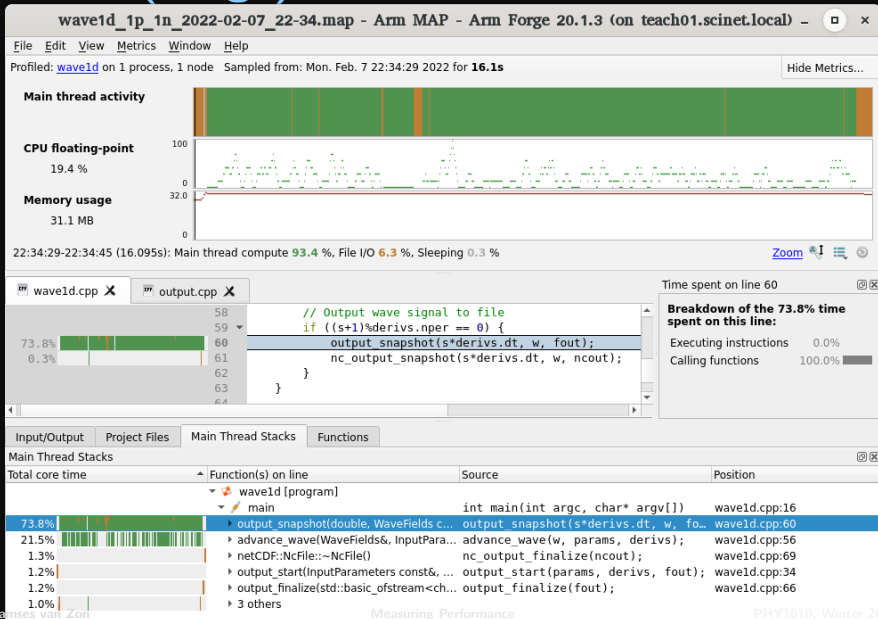 wave1d_1p_1n_2022-02-07_22-34.map - Arm MAP - Arm Forge 20.1.3 (on teach01.scinet.local)
File Edit View Metrics Window Help
Profiled: wave1d on 1 process, 1 node Sampled from: Mon. Feb. 7 22:34:29 2022 for 16.1s Hide Metrics...
Main thread activity
CPU floating-point 100
19.4 %
0
Memory usage 32.0
31.1 MB
0
22:34:29-22:34:45 (16.095s): Main thread compute 93.4 %, File I/O 6.3 %, Sleeping 0.3 % Zoom
wave1d.cpp output.cpp
Time spent on line 60
58 // Output wave signal to file
59 if ((s+1)%derivs.nper == 0) {
73.8% 60 output_snapshot(s*derivs.dt, w, fout);
0.3% 61 nc_output_snapshot(s*derivs.dt, w, ncout);
62 }
63 }
64
Breakdown of the 73.8% time
spent on this line:
Executing instructions 0.0%
Calling functions 100.0%
Input/Output Project Files Main Thread Stacks Functions
Main Thread Stacks
Total core time Function(s) on line Source Position
wave1d [program]
main int main(int argc, char* argv[]) wave1d.cpp:16
73.8% output_snapshot(double, WaveFields c... output_snapshot(s*derivs.dt, w, fo... wave1d.cpp:60
21.5% advance_wave(WaveFields&, InputPara... advance_wave(w, params, derivs); wave1d.cpp:56
1.3% netCDF::NcFile::~NcFile() nc_output_finalize(ncout); wave1d.cpp:69
1.2% output_start(InputParameters const&, ... output_start(params, derivs, fout); wave1d.cpp:34
1.2% output_finalize(std::basic_ofstream<ch... output_finalize(fout); wave1d.cpp:66
1.0% 3 others
amses van Zon Measuring Performance PHY1610, Winter 20